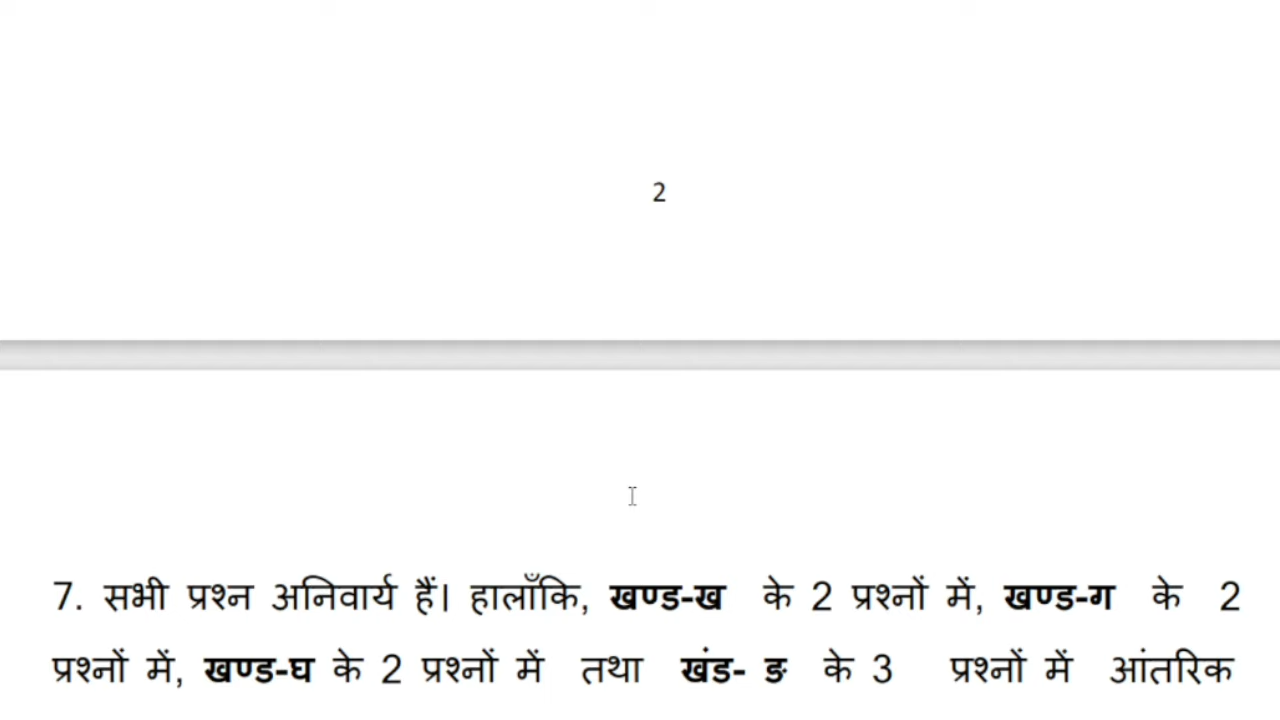 2
7. सभी प्रश्न अनिवार्य हैं। हालाँकि, खण्ड-ख के 2 प्रश्नों में, खण्ड-ग के 2
प्रश्नों में, खण्ड-घ के 2 प्रश्नों में तथा खंड- ङ के 3 प्रश्नों में आंतरिक